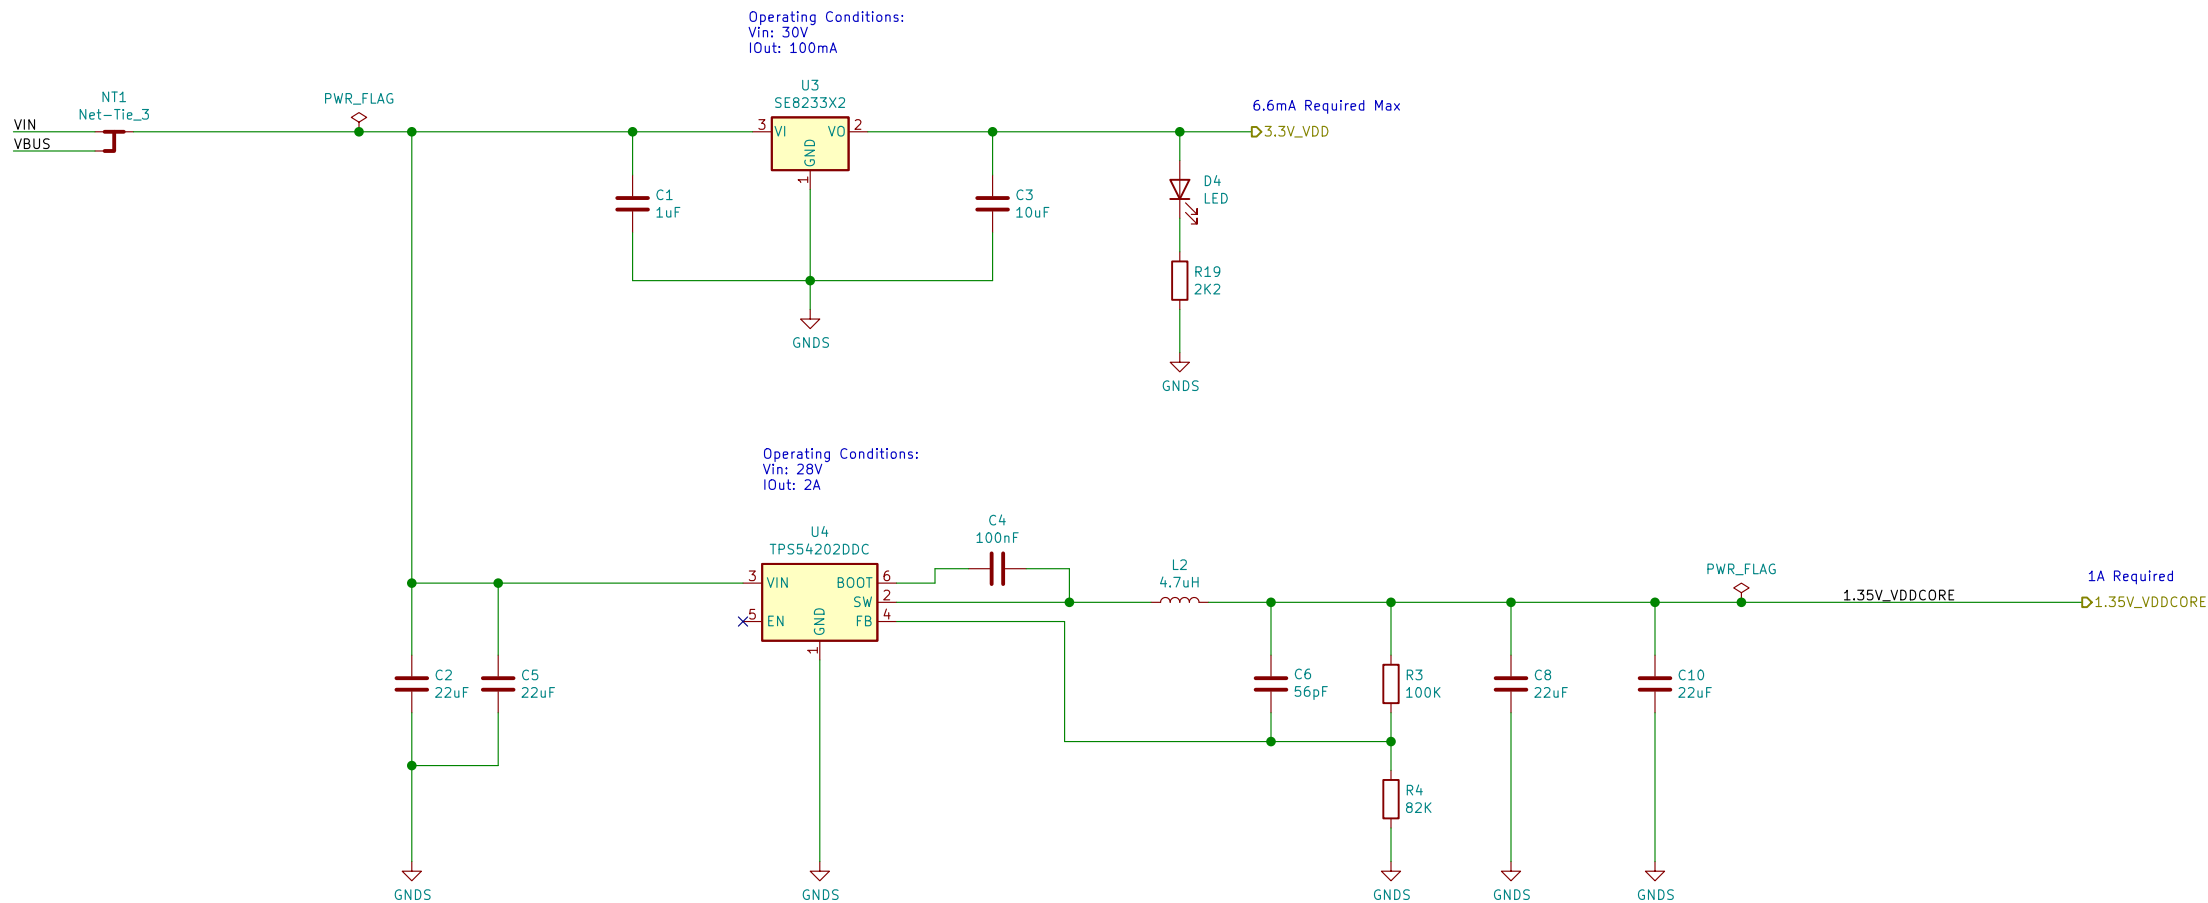 Operating Conditions:
Vin: 30V
IOut: 100mA
NT1
Net-Tie_3
VIN
VBUS
PWR_FLAG
U3
SE8233X2
3
VI
VO
2
GND
1
6.6mA Required Max
3.3V_VDD
C1
1uF
C3
10uF
D4
LED
R19
2K2
GNDS
GNDS
Operating Conditions:
Vin: 28V
IOut: 2A
U4
TPS54202DDC
3
VIN
BOOT
6
SW
2
5
EN
FB
4
GND
1
C4
100nF
L2
4.7uH
PWR_FLAG
1.35V_VDDCORE
1A Required
1.35V_VDDCORE
C2
22uF
C5
22uF
C6
56pF
R3
100K
C8
22uF
C10
22uF
R4
82K
GNDS
GNDS
GNDS
GNDS
GNDS